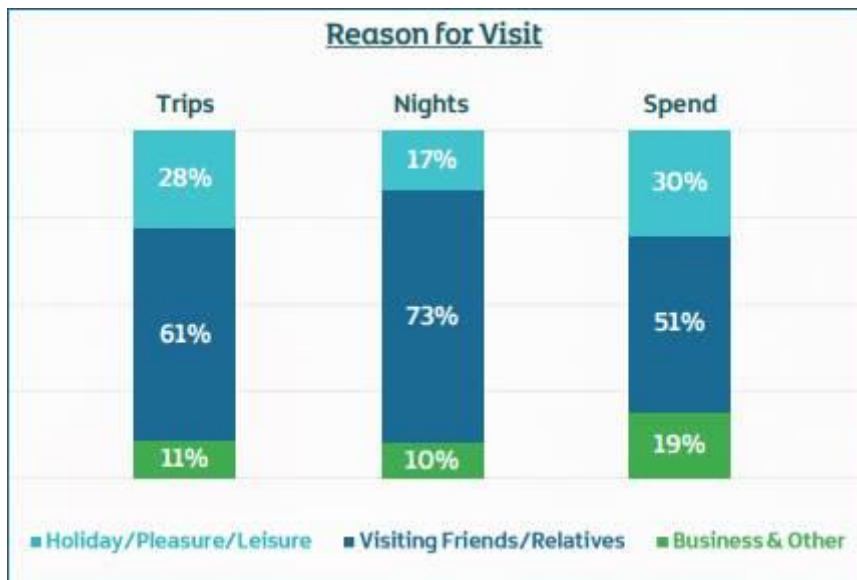 Reason for Visit
Trips Nights Spend
28% 17% 30%
61% 73% 51%
11% 10% 19%
Holiday/Pleasure/Leisure Visiting Friends/Relatives Business & Other